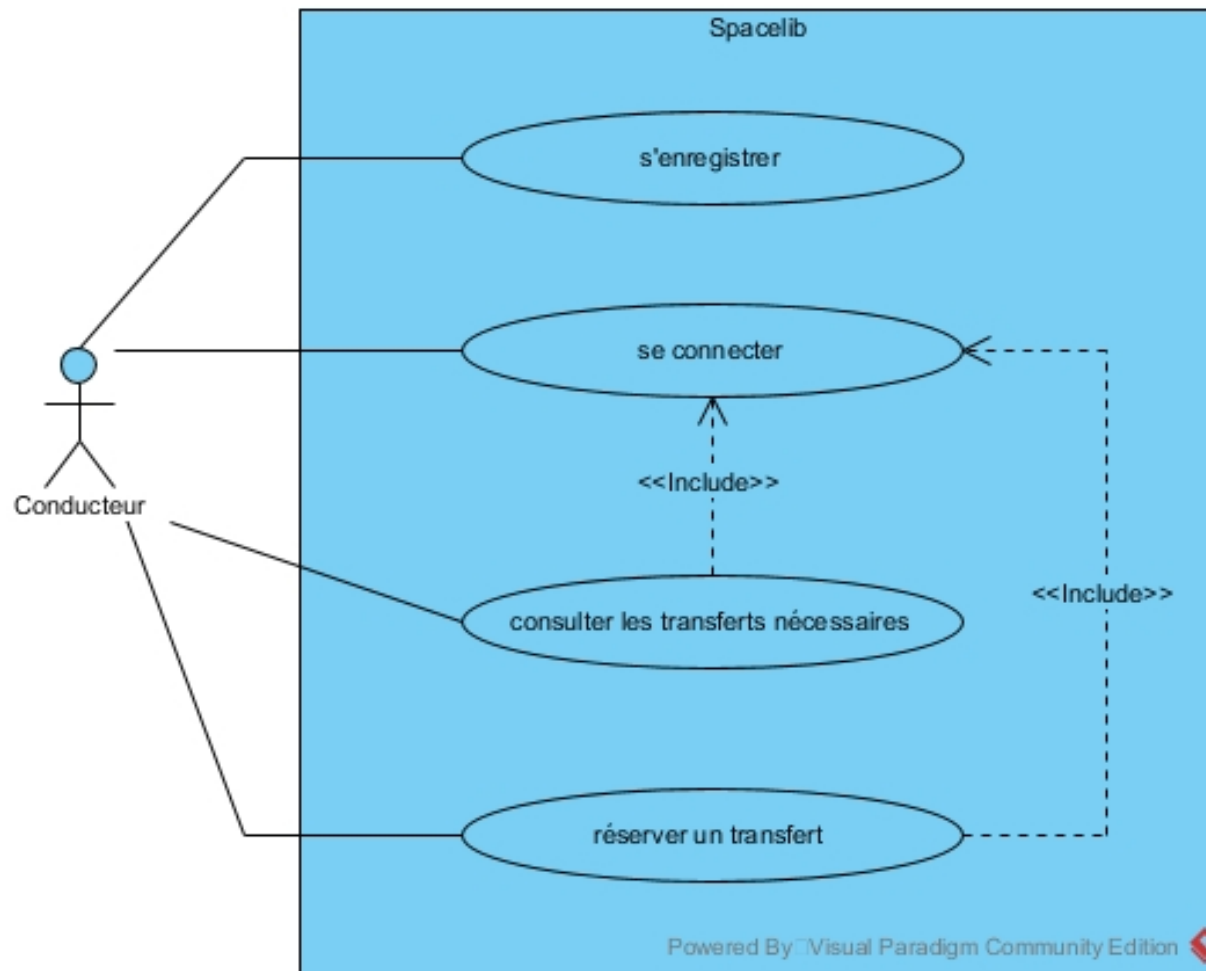 Spacelib
s'enregistrer
se connecter
<<Include>>
Conducteur
<<Include>>
consulter les transferts nécessaires
réserver un transfert
Powered By Visual Paradigm Community Edition